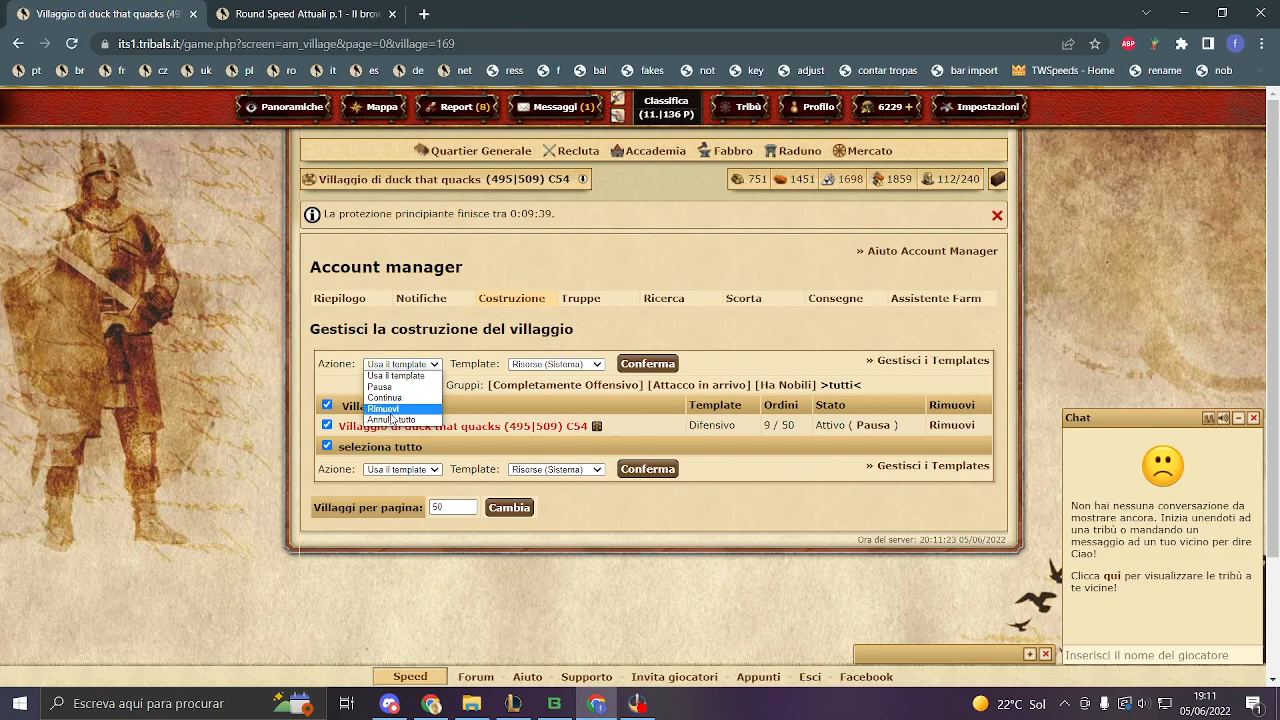 Villaggio di duck that quacks (49
Round Speed Attuali p.1 - Il brow
its1.tribals.it/game.php?screen=am_village&page=0&village=169
pt br fr cz uk pl grd it f bal fakes not key adjust contar tropas TWSpeeds - Home rename nob
Panoramiche Mappa Report (8) Messaggi (1) Classifica Tribù Profilo 6229 + Impostazioni
(11.|136 P)
Quartier Generale Recluta Accademia Fabbro Raduno Mercato
Villaggio di duck that quacks (495|509) C54 751 1451 1698 1859 112/240
La protezione principiante finisce tra 0:09:39.
» Aiuto Account Manager
Account manager
Riepilogo Notifiche Costruzione Truppe Ricerca Scorta Consegne Assistente Farm
Gestisci la costruzione del villaggio
Azione: Usa il template Template: Risorse (Sistema) Conferma » Gestisci i Templates
Usa il template
Pausa
Continua
Rimuovi
Gruppi: [Completamente Offensivo] [Attacco in arrivo] [Ha Nobili] >tutti<
Template Ordini Stato Rimuovi
Villaggio di duck that quacks (495|509) C54 Difensivo 9 / 50 Attivo ( Pausa ) Rimuovi
seleziona tutto
Azione: Usa il template Template: Risorse (Sistema) Conferma » Gestisci i Templates
Villaggi per pagina: 50 Cambia
Ora del server: 20:11:23 05/06/2022
Chat
Non hai nessuna conversazione da
mostrare ancora. Inizia unendoti ad
una tribù o mandando un
messaggio ad un tuo vicino per dire
Ciao!
Clicca qui per visualizzare le tribù a
te vicine!
Inserisci il nome del giocatore
Speed Forum - Aiuto - Supporto - Invita giocatori - Appunti - Esci - Facebook
Escreva aqui para procurar
22°C Sol
19:11
05/06/2022